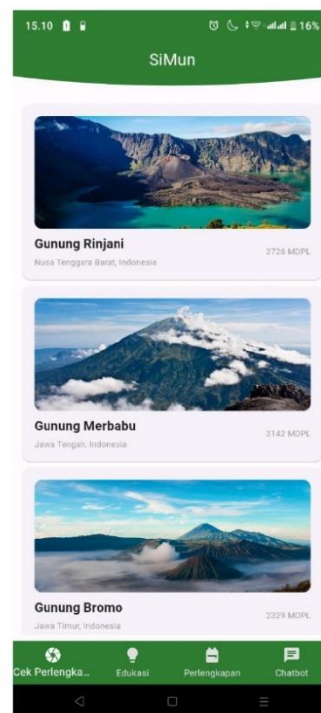 15.10
16%
SiMun
Gunung Rinjani
Nusa Tenggara Barat, Indonesia
3726 MDPL
Gunung Merbabu
Jawa Tengah, Indonesia
3142 MDPL
Gunung Bromo
Jawa Timur, Indonesia
2329 MDPL
Cek Perlengka...
Edukasi
Perlengkapan
Chatbot